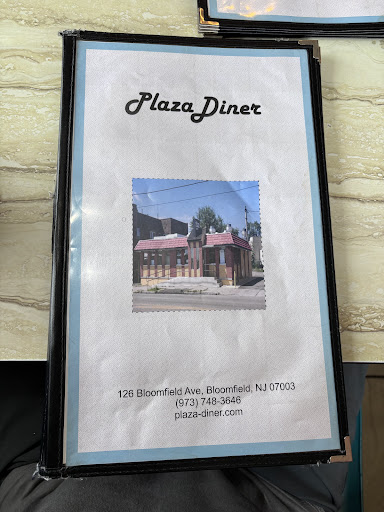 Plaza Diner
126 Bloomfield Ave, Bloomfield, NJ 07003
(973) 748-3646
plaza-diner.com